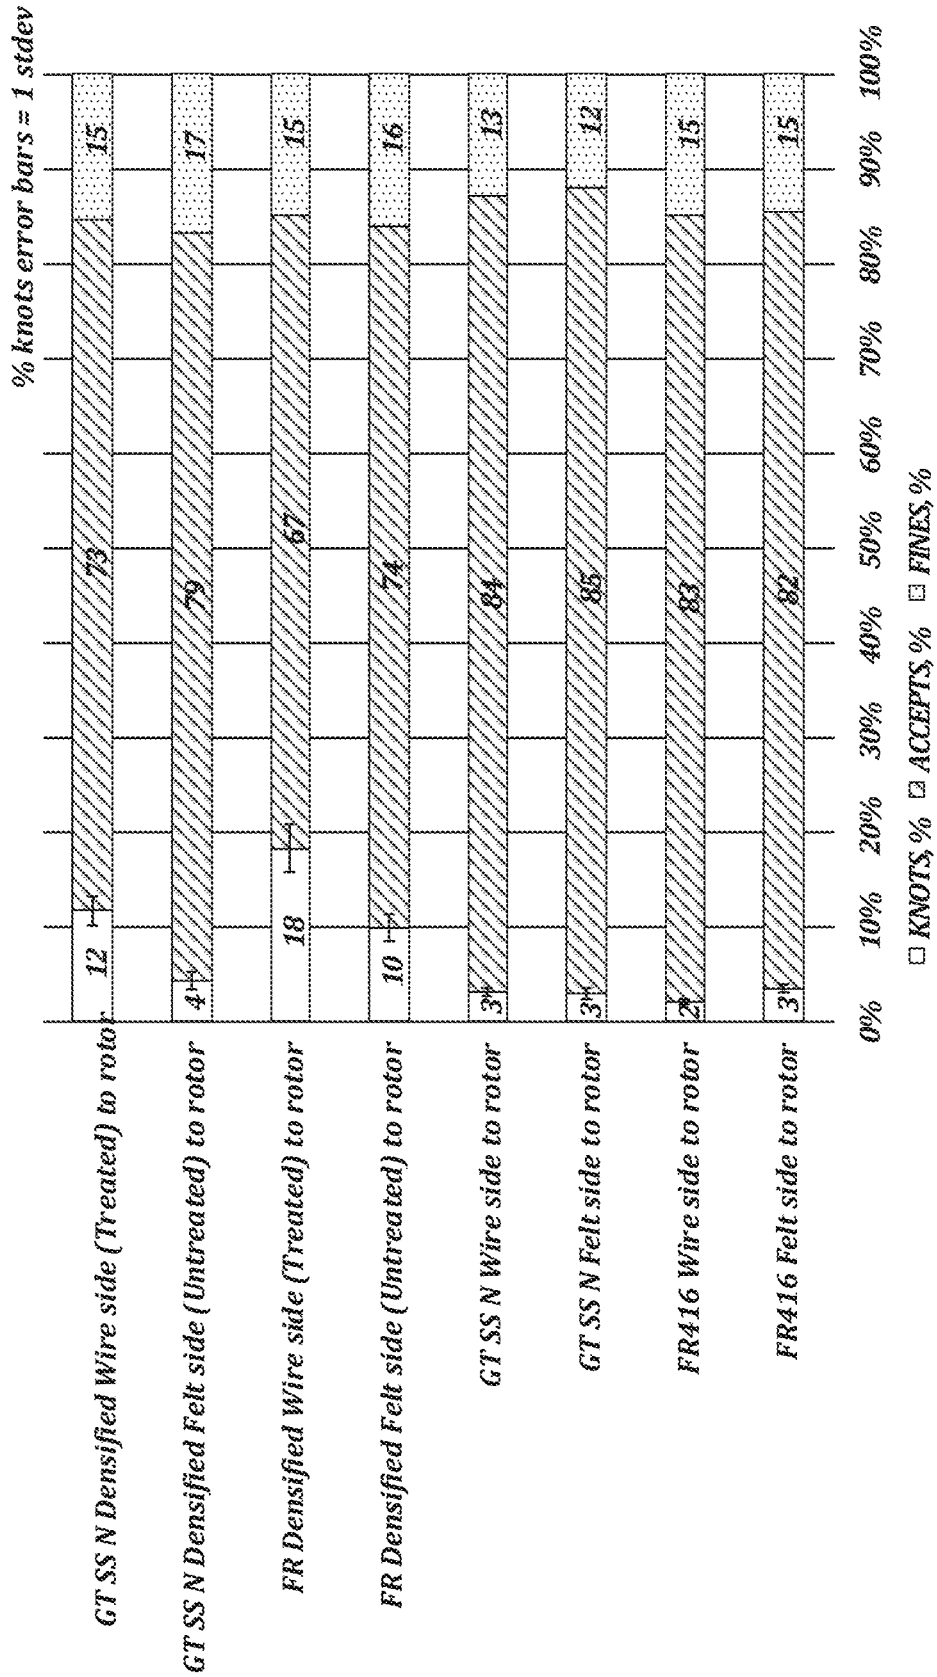 % knots error bars = 1 stdev
GT SS N Densified Wire side (Treated) to rotor 12 73 15
GT SS N Densified Felt side (Untreated) to rotor 4 79 17
FR Densified Wire side (Treated) to rotor 18 67 15
FR Densified Felt side (Untreated) to rotor 10 74 16
GT SS N Wire side to rotor 3 84 13
GT SS N Felt side to rotor 3 85 12
FR416 Wire side to rotor 2 83 15
FR416 Felt side to rotor 3 82 15
0% 10% 20% 30% 40% 50% 60% 70% 80% 90% 100%
KNOTS, % ACCEPTS, % FINES, %